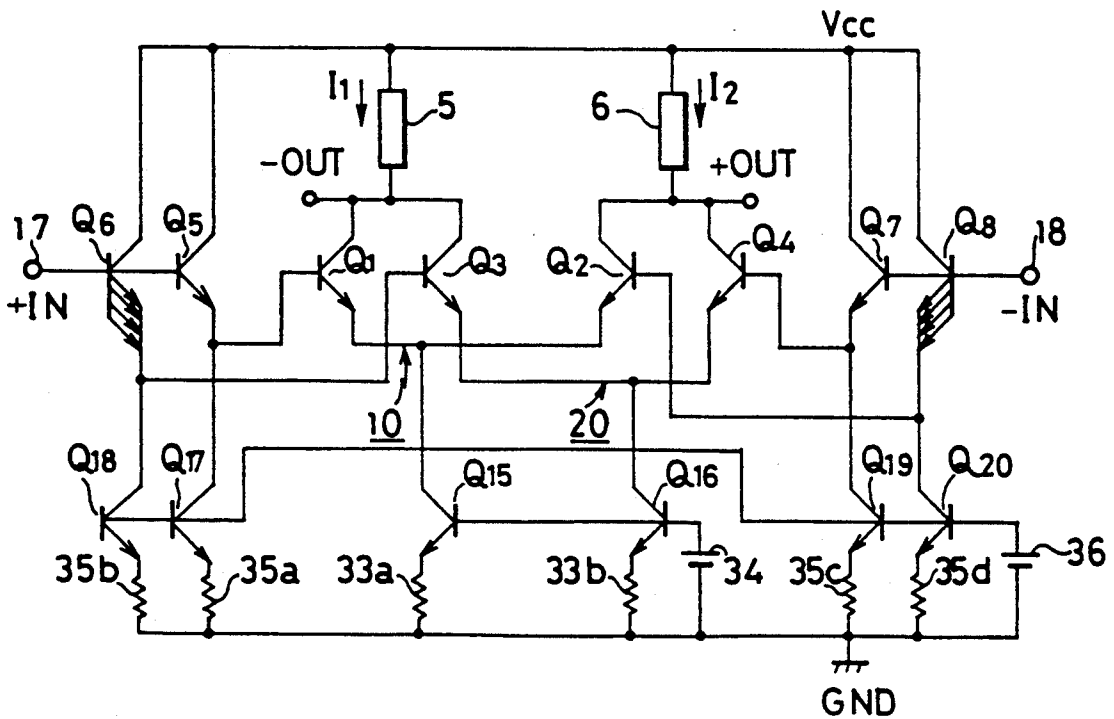 Vcc
I1
5
6
I2
-OUT
+OUT
17
Q6
Q5
Q1
Q3
Q2
Q4
Q7
Q8
18
+IN
-IN
10
20
Q18
Q17
Q15
Q16
Q19
Q20
35b
35a
33a
33b
34
35c
35d
36
GND